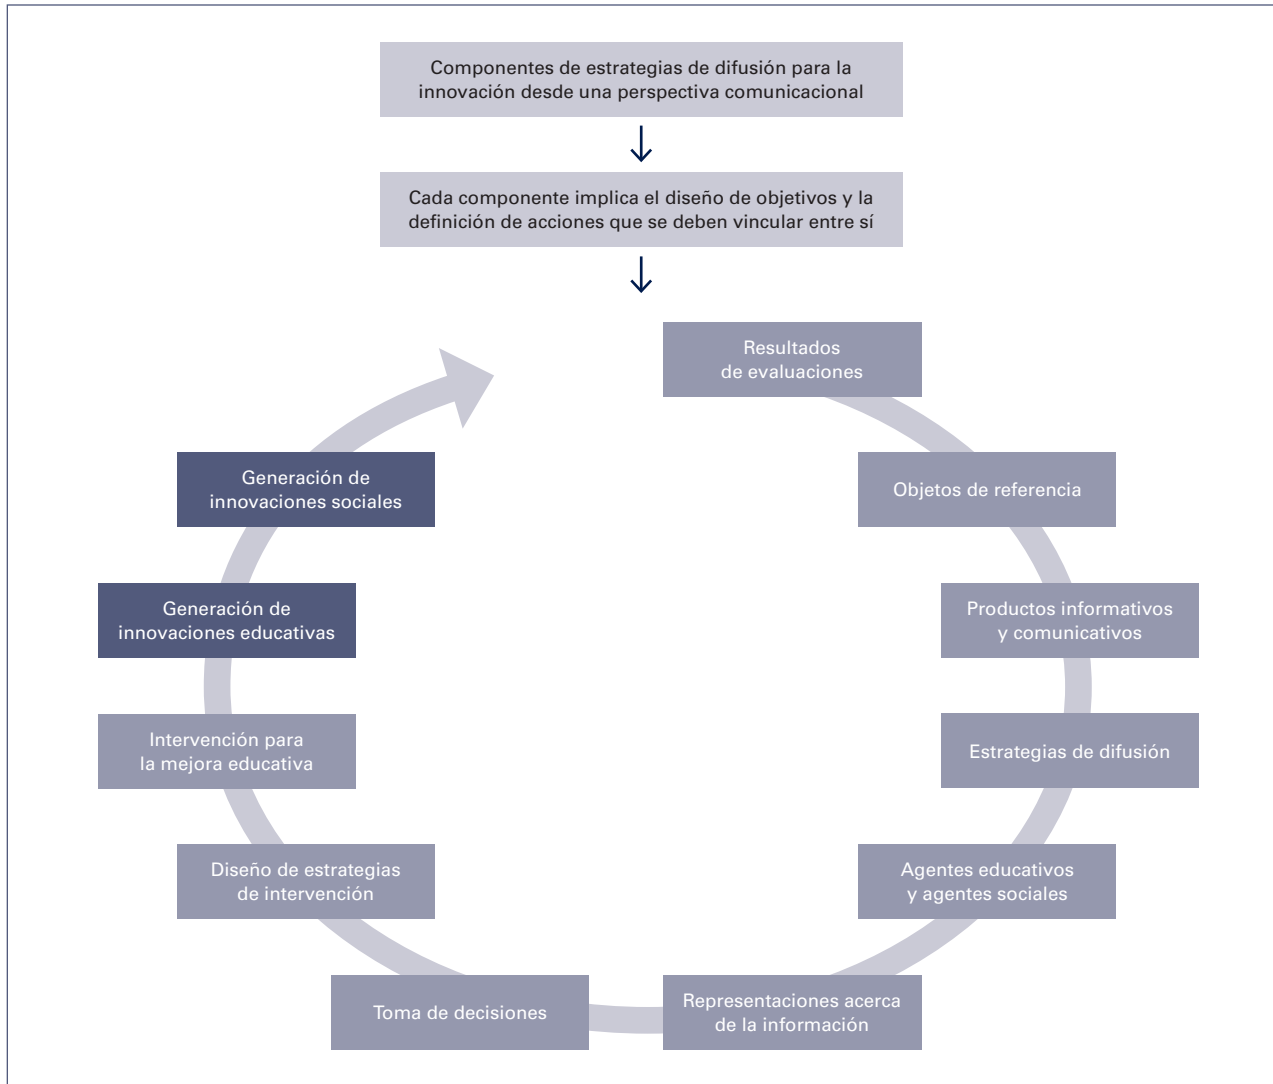 Componentes de estrategias de difusión para la
innovación desde una perspectiva comunicacional
Cada componente implica el diseño de objetivos y la
definición de acciones que se deben vincular entre sí
Resultados
de evaluaciones
Objetos de referencia
Productos informativos
y comunicativos
Estrategias de difusión
Agentes educativos
y agentes sociales
Representaciones acerca
de la información
Toma de decisiones
Diseño de estrategias
de intervención
Intervención para
la mejora educativa
Generación de
innovaciones educativas
Generación de
innovaciones sociales